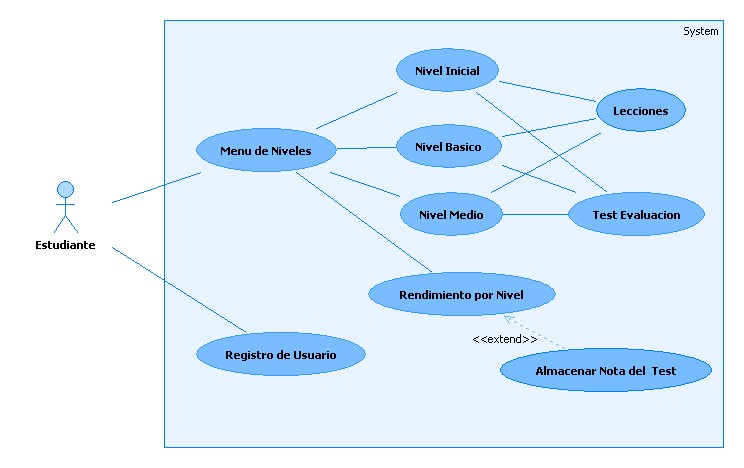 System
Nivel Inicial
Lecciones
Menu de Niveles
Nivel Basico
Nivel Medio
Test Evaluacion
Estudiante
Rendimiento por Nivel
<<extend>>
Registro de Usuario
Almacenar Nota del Test